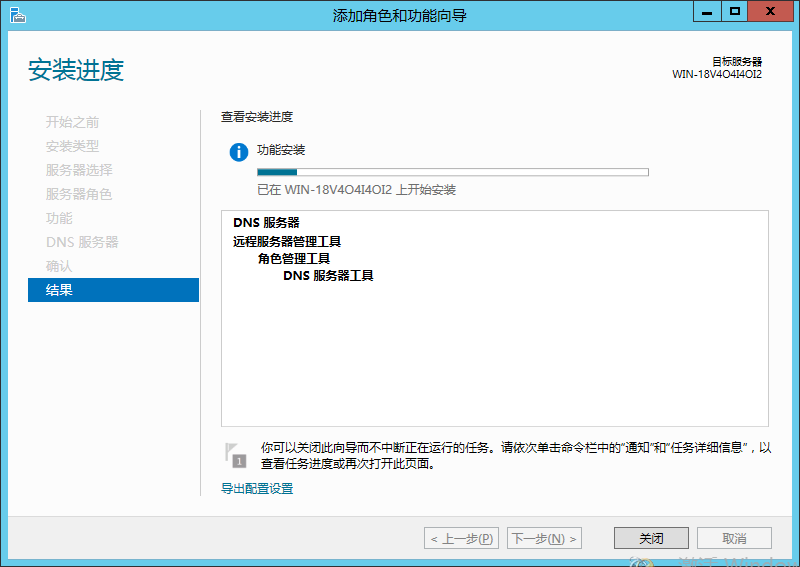 添加角色和功能向导
安装进度
目标服务器
WIN-18V4O4I4OI2
开始之前
安装类型
服务器选择
服务器角色
功能
DNS 服务器
确认
结果
查看安装进度
功能安装
已在 WIN-18V4O4I4OI2 上开始安装
DNS 服务器
远程服务器管理工具
角色管理工具
DNS 服务器工具
1
你可以关闭此向导而不中断正在运行的任务。请依次单击命令栏中的“通知”和“任务详细信息”，以
查看任务进度或再次打开此页面。
导出配置设置
< 上一步(P)
下一步(N) >
关闭
取消